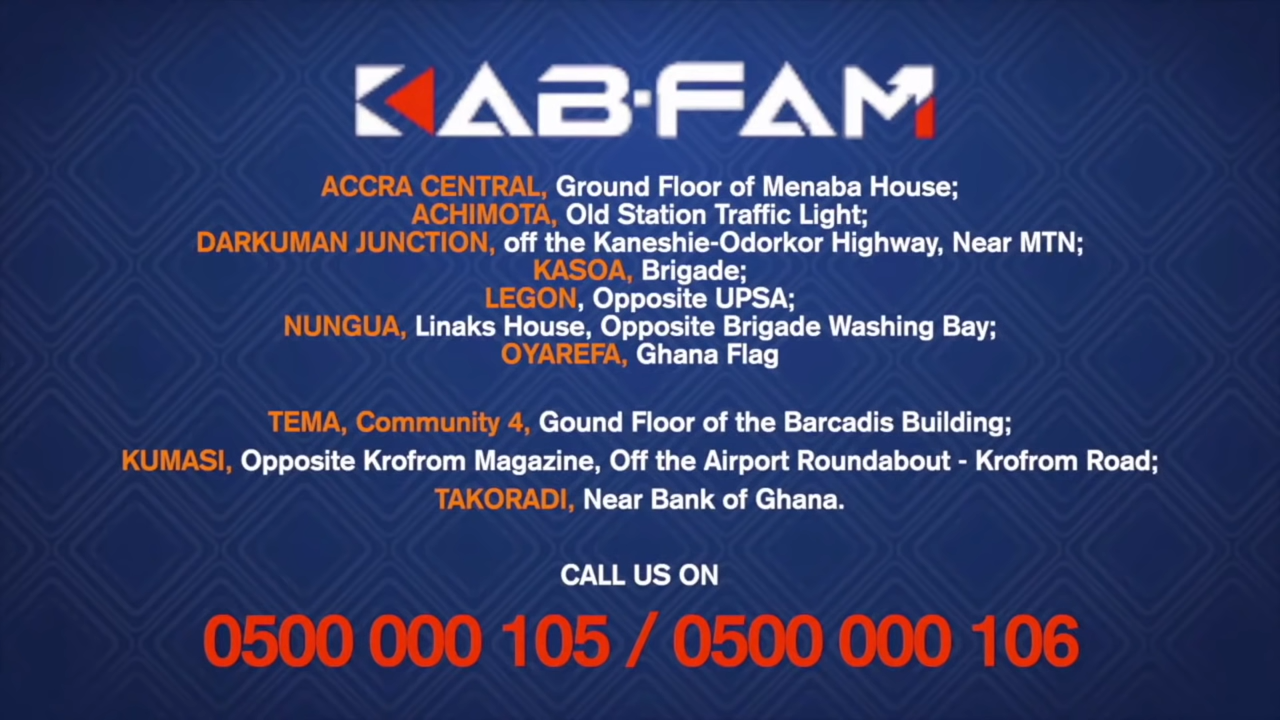 KAB·FAM
ACCRA CENTRAL, Ground Floor of Menaba House;
ACHIMOTA, Old Station Traffic Light;
DARKUMAN JUNCTION, off the Kaneshie-Odorkor Highway, Near MTN;
KASOA, Brigade;
LEGON, Opposite UPSA;
NUNGUA, Linaks House, Opposite Brigade Washing Bay;
OYAREFA, Ghana Flag
TEMA, Community 4, Gound Floor of the Barcadis Building;
KUMASI, Opposite Krofrom Magazine, Off the Airport Roundabout - Krofrom Road;
TAKORADI, Near Bank of Ghana.
CALL US ON
0500 000 105 / 0500 000 106